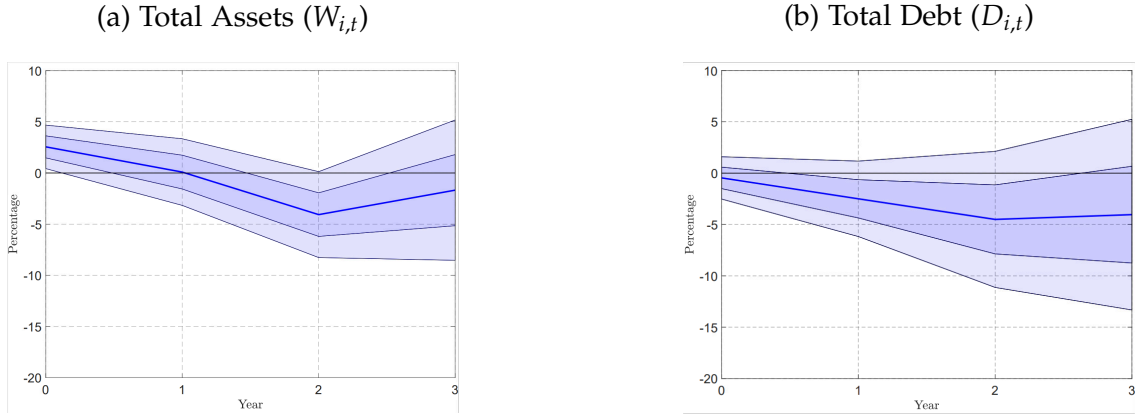 (a) Total Assets (W_{i,t})
10
5
0
-5
-10
-15
-20
Percentage
0 1 2 3
Year
(b) Total Debt (D_{i,t})
10
5
0
-5
-10
-15
-20
Percentage
0 1 2 3
Year